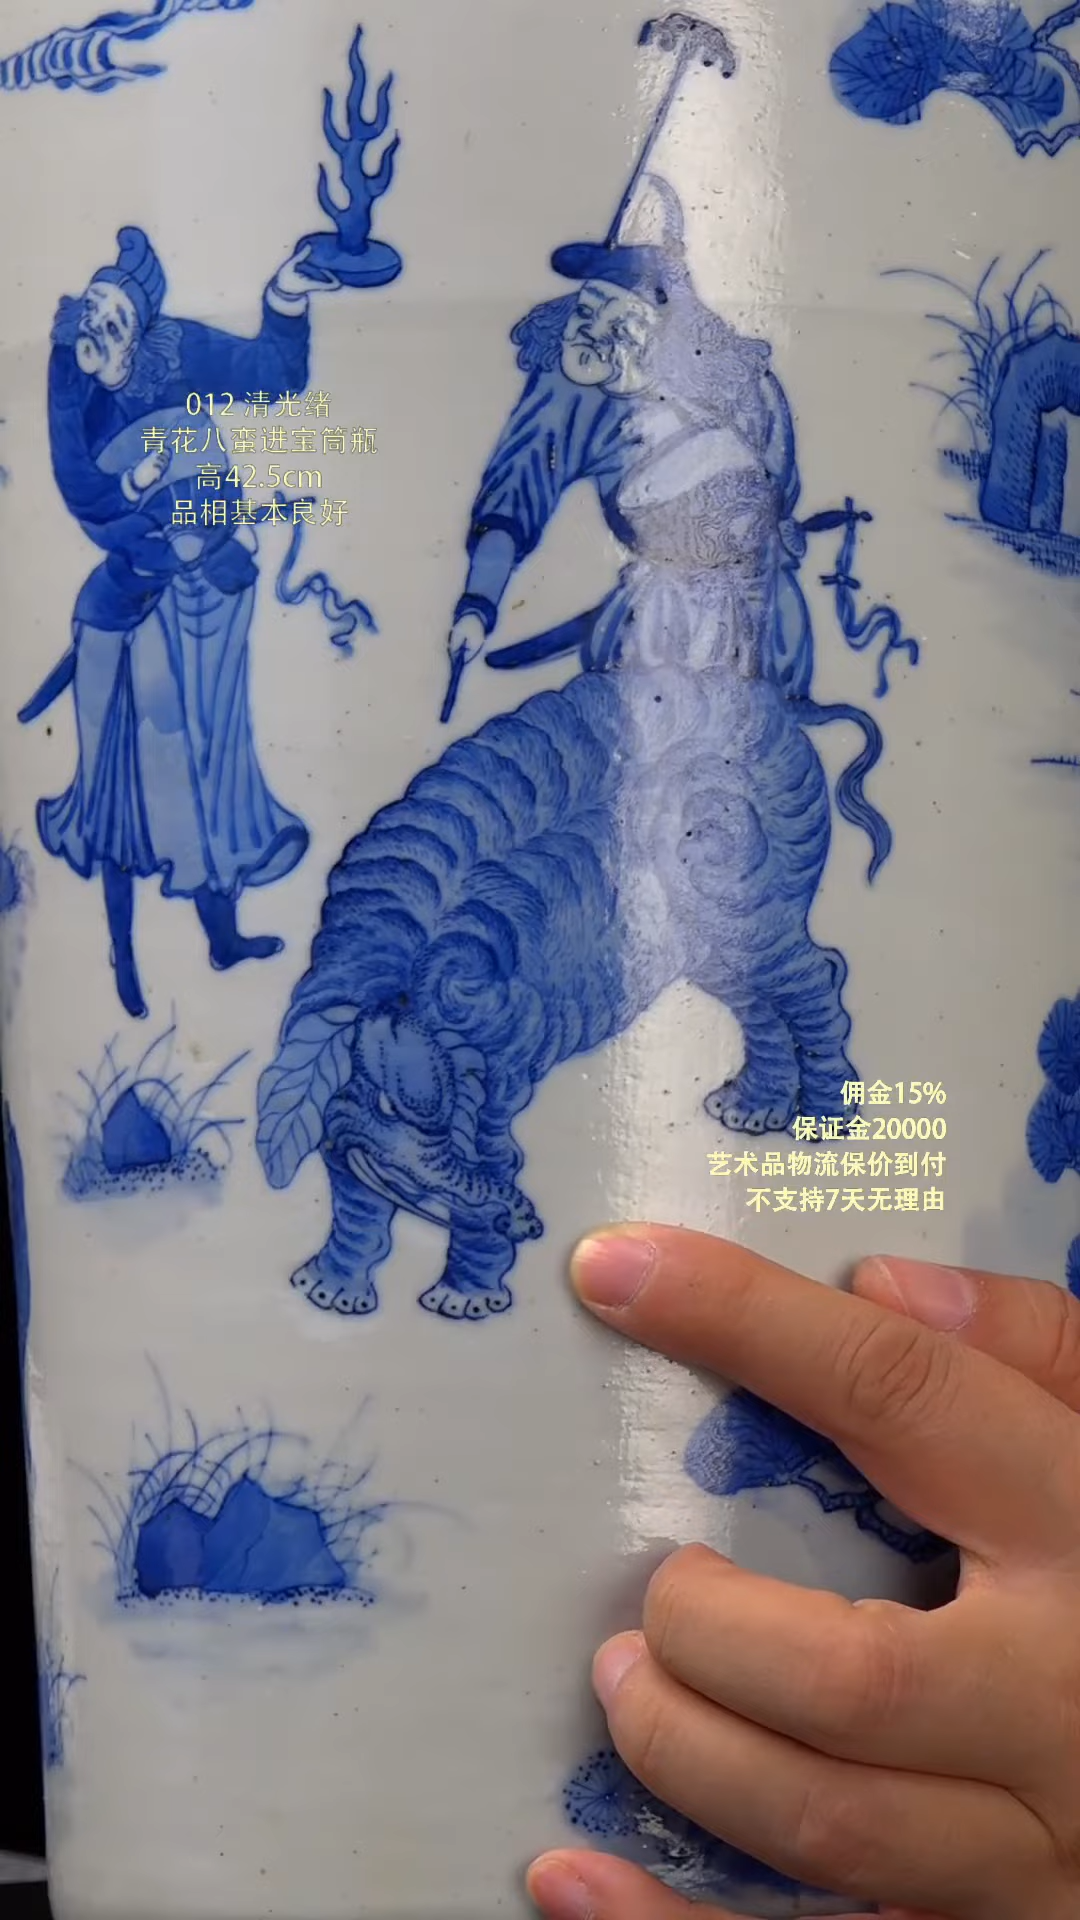 012 清光绪
青花八蛮进宝筒瓶
高42.5cm
品相基本良好
佣金15%
保证金20000
艺术品物流保价到付
不支持7天无理由